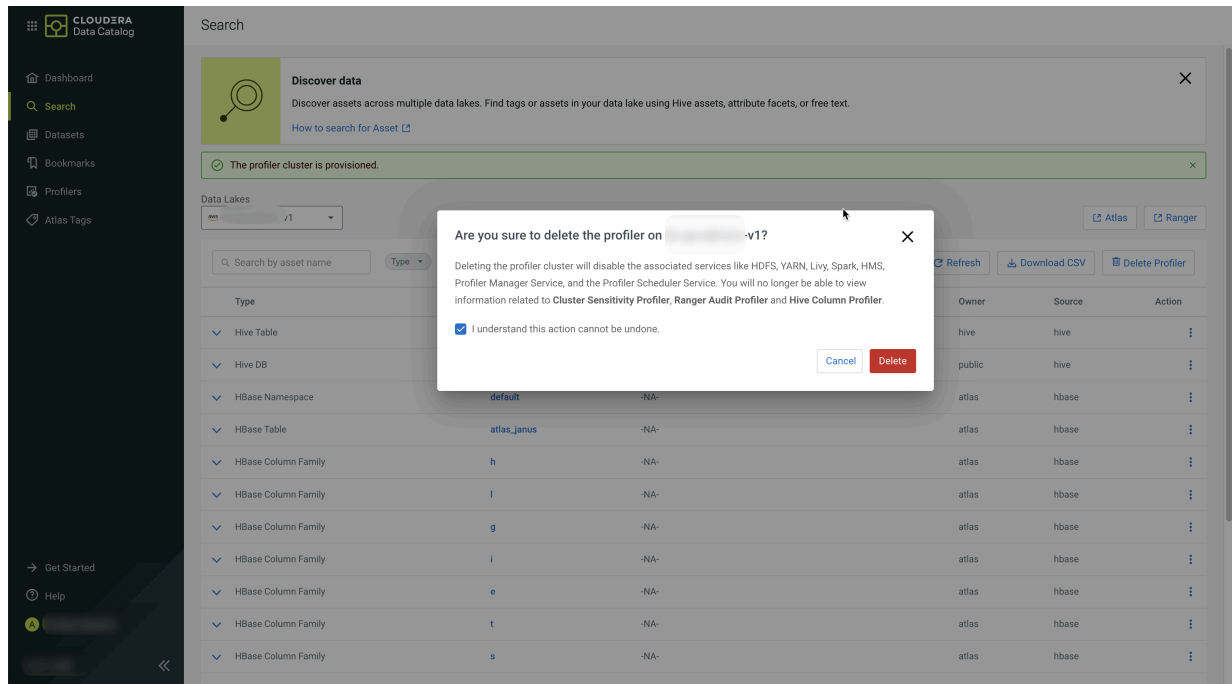 CLOUDERA
Data Catalog
Dashboard
Search
Datasets
Bookmarks
Profilers
Atlas Tags
Get Started
Help
A
Search
Discover data
Discover assets across multiple data lakes. Find tags or assets in your data lake using Hive assets, attribute facets, or free text.
How to search for Asset
The profiler cluster is provisioned.
Data Lakes
aws v1
Atlas Ranger
Search by asset name Type Refresh Download CSV Delete Profiler
Are you sure to delete the profiler on -v1?
Deleting the profiler cluster will disable the associated services like HDFS, YARN, Livy, Spark, HMS,
Profiler Manager Service, and the Profiler Scheduler Service. You will no longer be able to view
information related to Cluster Sensitivity Profiler, Ranger Audit Profiler and Hive Column Profiler.
I understand this action cannot be undone.
Cancel Delete
Type Owner Source Action
Hive Table hive hive
Hive DB public hive
HBase Namespace default -NA- atlas hbase
HBase Table atlas_janus -NA- atlas hbase
HBase Column Family h -NA- atlas hbase
HBase Column Family l -NA- atlas hbase
HBase Column Family g -NA- atlas hbase
HBase Column Family i -NA- atlas hbase
HBase Column Family e -NA- atlas hbase
HBase Column Family t -NA- atlas hbase
HBase Column Family s -NA- atlas hbase